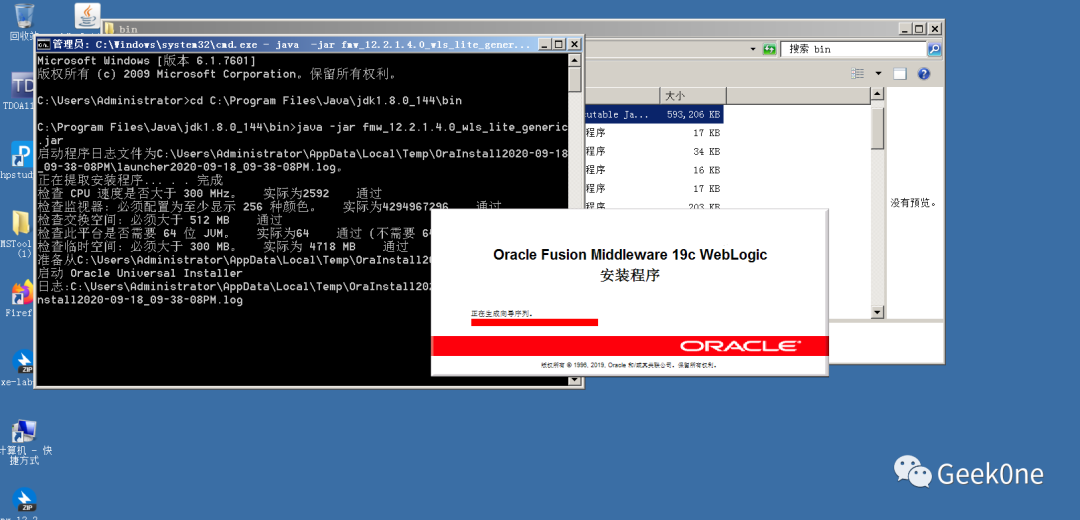 回收
bin
管理员: C:\Windows\system32\cmd.exe - java  -jar fmw_12.2.1.4.0_wls_lite_gener...
搜索 bin
Microsoft Windows [版本 6.1.7601]
版权所有 (c) 2009 Microsoft Corporation。保留所有权利。
C:\Users\Administrator>cd C:\Program Files\Java\jdk1.8.0_144\bin
C:\Program Files\Java\jdk1.8.0_144\bin>java -jar fmw_12.2.1.4.0_wls_lite_generic
.jar
启动程序日志文件为C:\Users\Administrator\AppData\Local\Temp\OraInstall2020-09-18
_09-38-08PM\launcher2020-09-18_09-38-08PM.log。
正在提取安装程序... . . 完成
检查 CPU 速度是否大于 300 MHz。   实际为2592    通过
检查监视器: 必须配置为至少显示 256 种颜色。   实际为4294967296    通过
检查交换空间: 必须大于 512 MB    通过
检查此平台是否需要 64 位 JVM。   实际为64    通过 (不需要 6
检查临时空间: 必须大于 300 MB。   实际为 4718 MB    通过
准备从C:\Users\Administrator\AppData\Local\Temp\OraInstall202
启动 Oracle Universal Installer
日志:C:\Users\Administrator\AppData\Local\Temp\OraInstall202
nstall2020-09-18_09-38-08PM.log
大小
utable Ja... 593,206 KB
程序 17 KB
程序 34 KB
程序 16 KB
程序 17 KB
程序 203 KB
没有预览。
Oracle Fusion Middleware 19c WebLogic
安装程序
正在生成向导序列。
ORACLE
版权所有 © 1996, 2019, Oracle 和/或其关联公司。保留所有权利。
TD
TDOA11
hpstud
MSTool
(1)
Firef
ZIP
xe-lab
计算机 - 快
捷方式
ZIP
Geek0ne